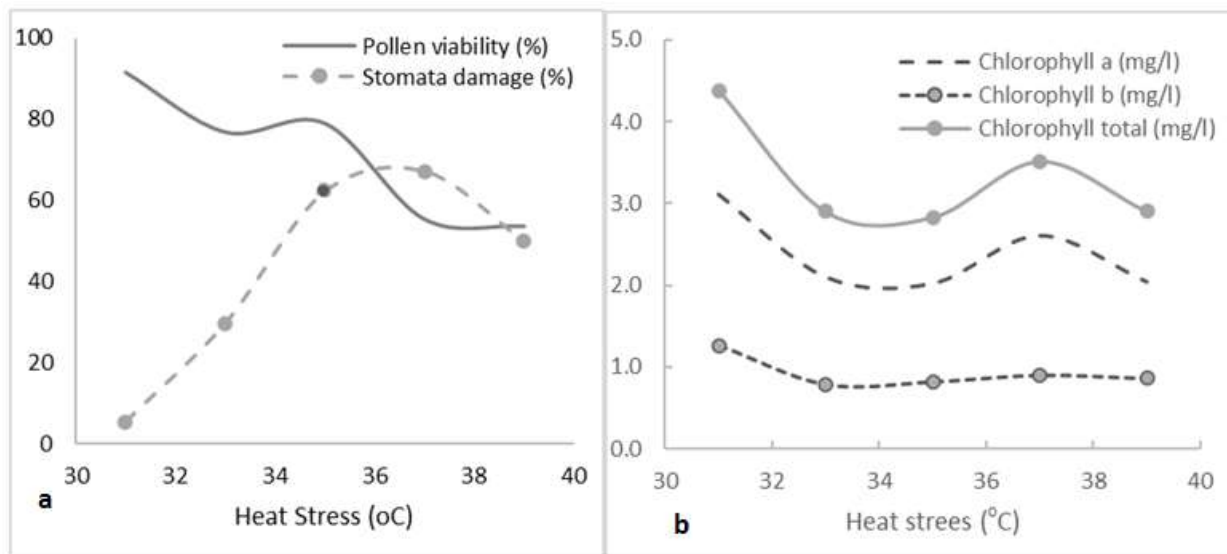 100
80
60
40
20
0
30 32 34 36 38 40
Pollen viability (%)
Stomata damage (%)
Heat Stress (oC)
a
5.0
4.0
3.0
2.0
1.0
0.0
30 32 34 36 38 40
Chlorophyll a (mg/l)
Chlorophyll b (mg/l)
Chlorophyll total (mg/l)
Heat strees (°C)
b